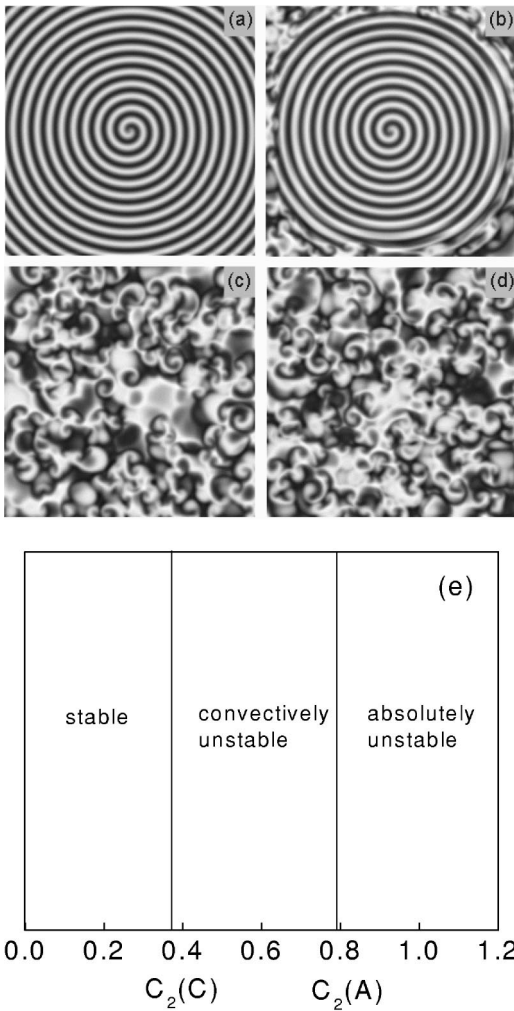 (a) (b)
(c) (d)
(e)
stable convectively unstable absolutely unstable
0.0 0.2 0.4 0.6 0.8 1.0 1.2
C₂(C) C₂(A)